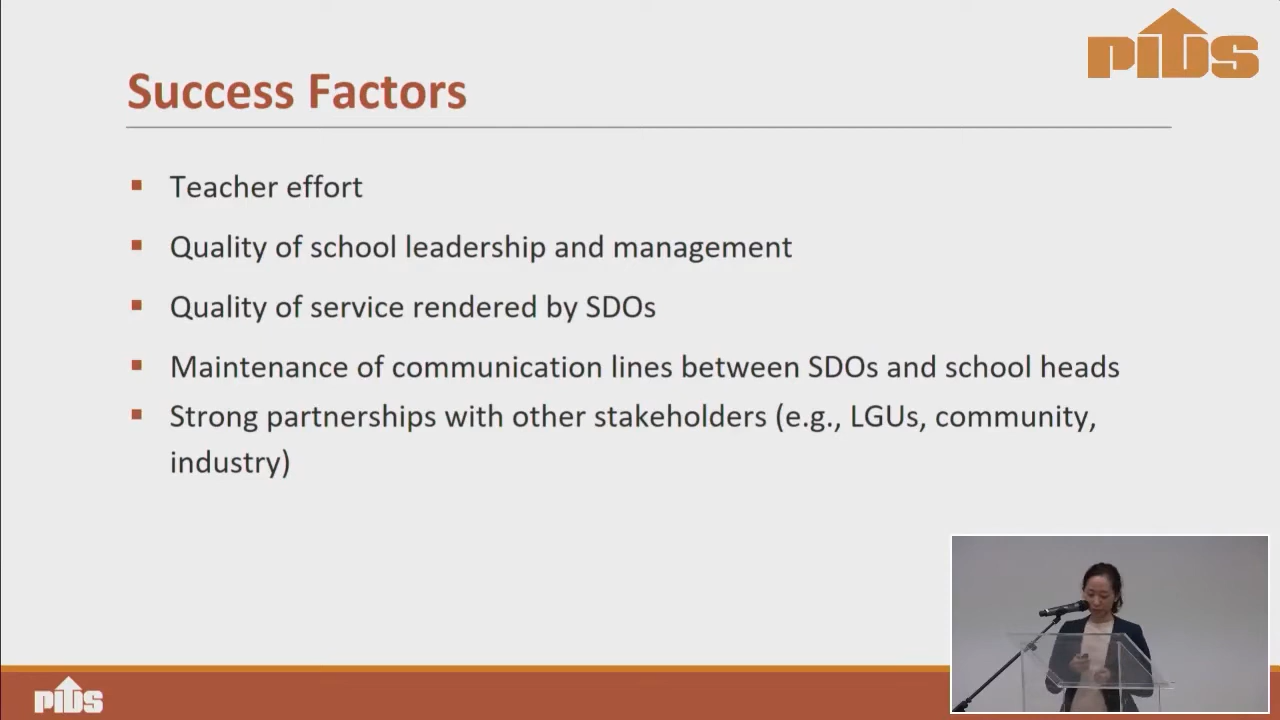 PIDS
Success Factors
Teacher effort
Quality of school leadership and management
Quality of service rendered by SDOs
Maintenance of communication lines between SDOs and school heads
Strong partnerships with other stakeholders (e.g., LGUs, community,
industry)
PIDS